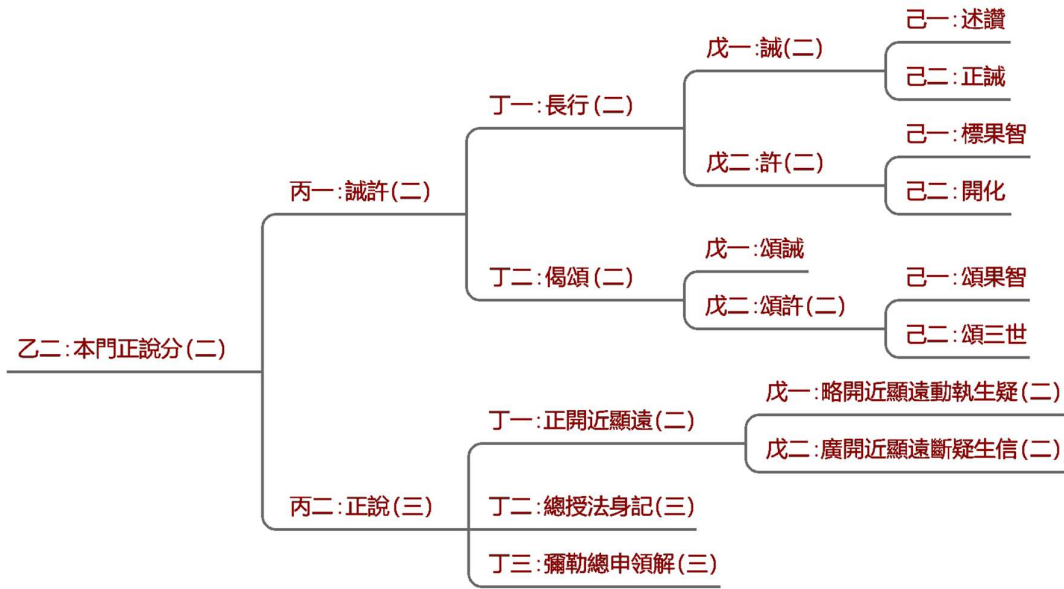 乙二:本門正說分(二)
丙一:誡許(二)
丁一:長行(二)
戊一:誡(二)
己一:述讚
己二:正誡
戊二:許(二)
己一:標果智
己二:開化
丁二:偈頌(二)
戊一:頌誡
戊二:頌許(二)
己一:頌果智
己二:頌三世
丙二:正說(三)
丁一:正開近顯遠(二)
戊一:略開近顯遠動執生疑(二)
戊二:廣開近顯遠斷疑生信(二)
丁二:總授法身記(三)
丁三:彌勒總申領解(三)